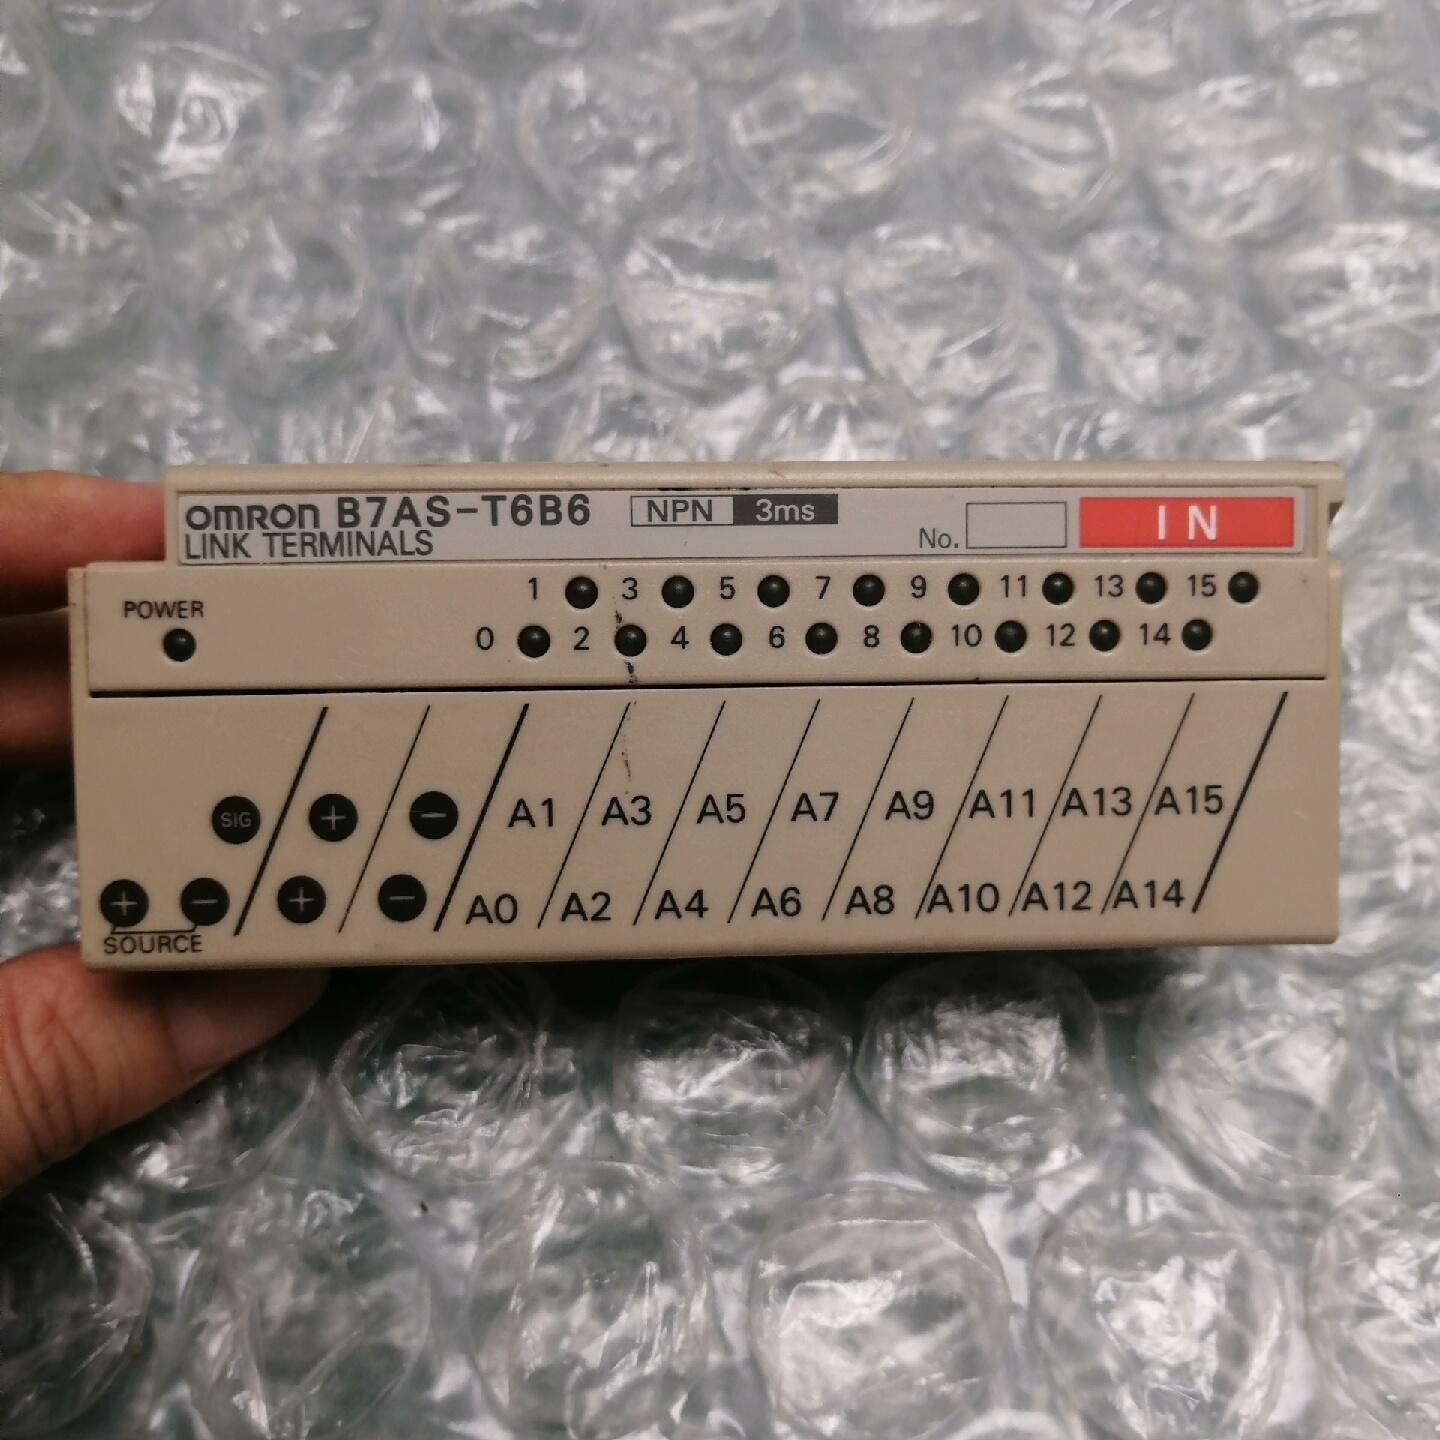 omron B7AS-T6B6 NPN 3ms
LINK TERMINALS No. IN
POWER
1 3 5 7 9 11 13 15
0 2 4 6 8 10 12 14
SIG + − A1 A3 A5 A7 A9 A11 A13 A15
+ − + − A0 A2 A4 A6 A8 A10 A12 A14
SOURCE